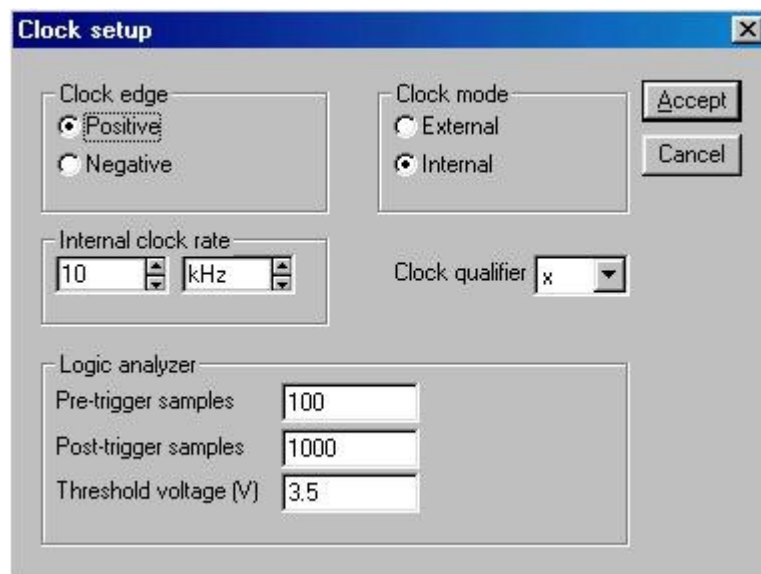 Clock setup
Clock edge
Positive
Negative
Clock mode
External
Internal
Accept
Cancel
Internal clock rate
10 kHz
Clock qualifier x
Logic analyzer
Pre-trigger samples 100
Post-trigger samples 1000
Threshold voltage (V) 3.5